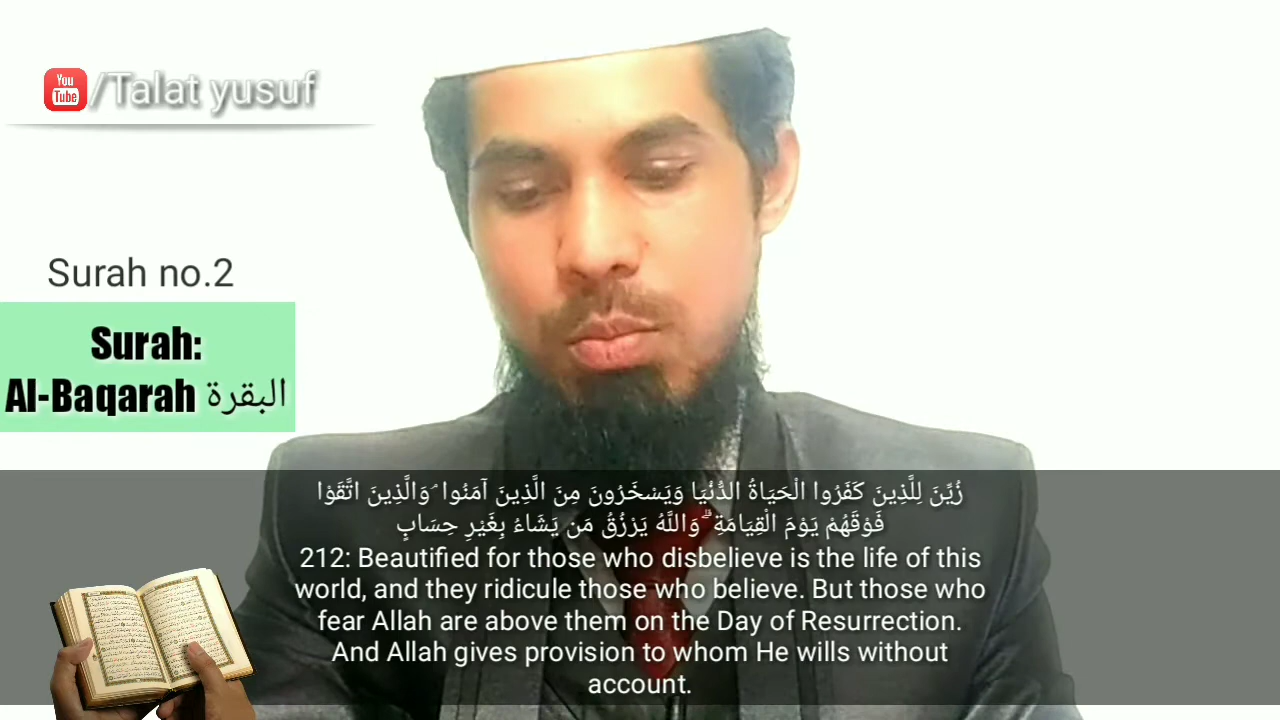 You
Tube
/Talat yusuf
Surah no.2
Surah:
Al-Baqarah البقرة
زُيِّنَ لِلَّذِينَ كَفَرُوا الْحَيَاةُ الدُّنْيَا وَيَسْخَرُونَ مِنَ الَّذِينَ آمَنُوا ۘ وَالَّذِينَ اتَّقَوْا
فَوْقَهُمْ يَوْمَ الْقِيَامَةِ ۗ وَاللَّهُ يَرْزُقُ مَن يَشَاءُ بِغَيْرِ حِسَابٍ
212: Beautified for those who disbelieve is the life of this
world, and they ridicule those who believe. But those who
fear Allah are above them on the Day of Resurrection.
And Allah gives provision to whom He wills without
account.